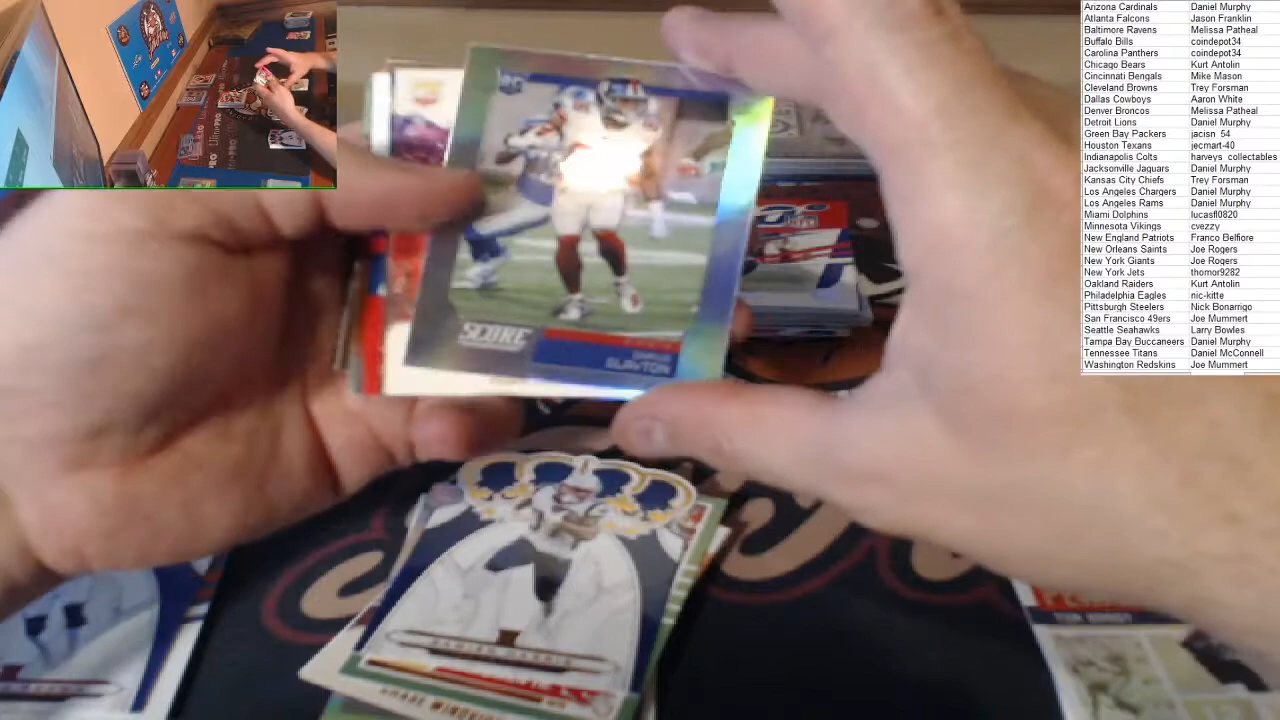 Arizona Cardinals Daniel Murphy
Atlanta Falcons Jason Franklin
Baltimore Ravens Melissa Patheal
Buffalo Bills coindepot34
Carolina Panthers coindepot34
Chicago Bears Kurt Antolin
Cincinnati Bengals Mike Mason
Cleveland Browns Trey Forsman
Dallas Cowboys Aaron White
Denver Broncos Melissa Patheal
Detroit Lions Daniel Murphy
Green Bay Packers jacisn_54
Houston Texans jecmart-40
Indianapolis Colts harveys_collectables
Jacksonville Jaguars Daniel Murphy
Kansas City Chiefs Trey Forsman
Los Angeles Chargers Daniel Murphy
Los Angeles Rams Daniel Murphy
Miami Dolphins lucasfl0820
Minnesota Vikings cvezzy
New England Patriots Franco Belfiore
New Orleans Saints Joe Rogers
New York Giants Joe Rogers
New York Jets thomor9282
Oakland Raiders Kurt Antolin
Philadelphia Eagles nic-kitte
Pittsburgh Steelers Nick Bonarrigo
San Francisco 49ers Joe Mummert
Seattle Seahawks Larry Bowles
Tampa Bay Buccaneers Daniel Murphy
Tennessee Titans Daniel McConnell
Washington Redskins Joe Mummert
SCORE
SLAYTON